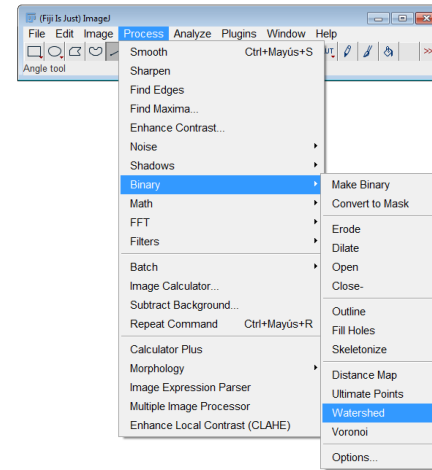 (Fiji Is Just) ImageJ
File Edit Image Process Analyze Plugins Window Help
>>
Angle tool
Smooth Ctrl+Mayús+S
Sharpen
Find Edges
Find Maxima...
Enhance Contrast...
Noise
Shadows
Binary
Math
FFT
Filters
Batch
Image Calculator...
Subtract Background...
Repeat Command Ctrl+Mayús+R
Calculator Plus
Morphology
Image Expression Parser
Multiple Image Processor
Enhance Local Contrast (CLAHE)
Make Binary
Convert to Mask
Erode
Dilate
Open
Close-
Outline
Fill Holes
Skeletonize
Distance Map
Ultimate Points
Watershed
Voronoi
Options...